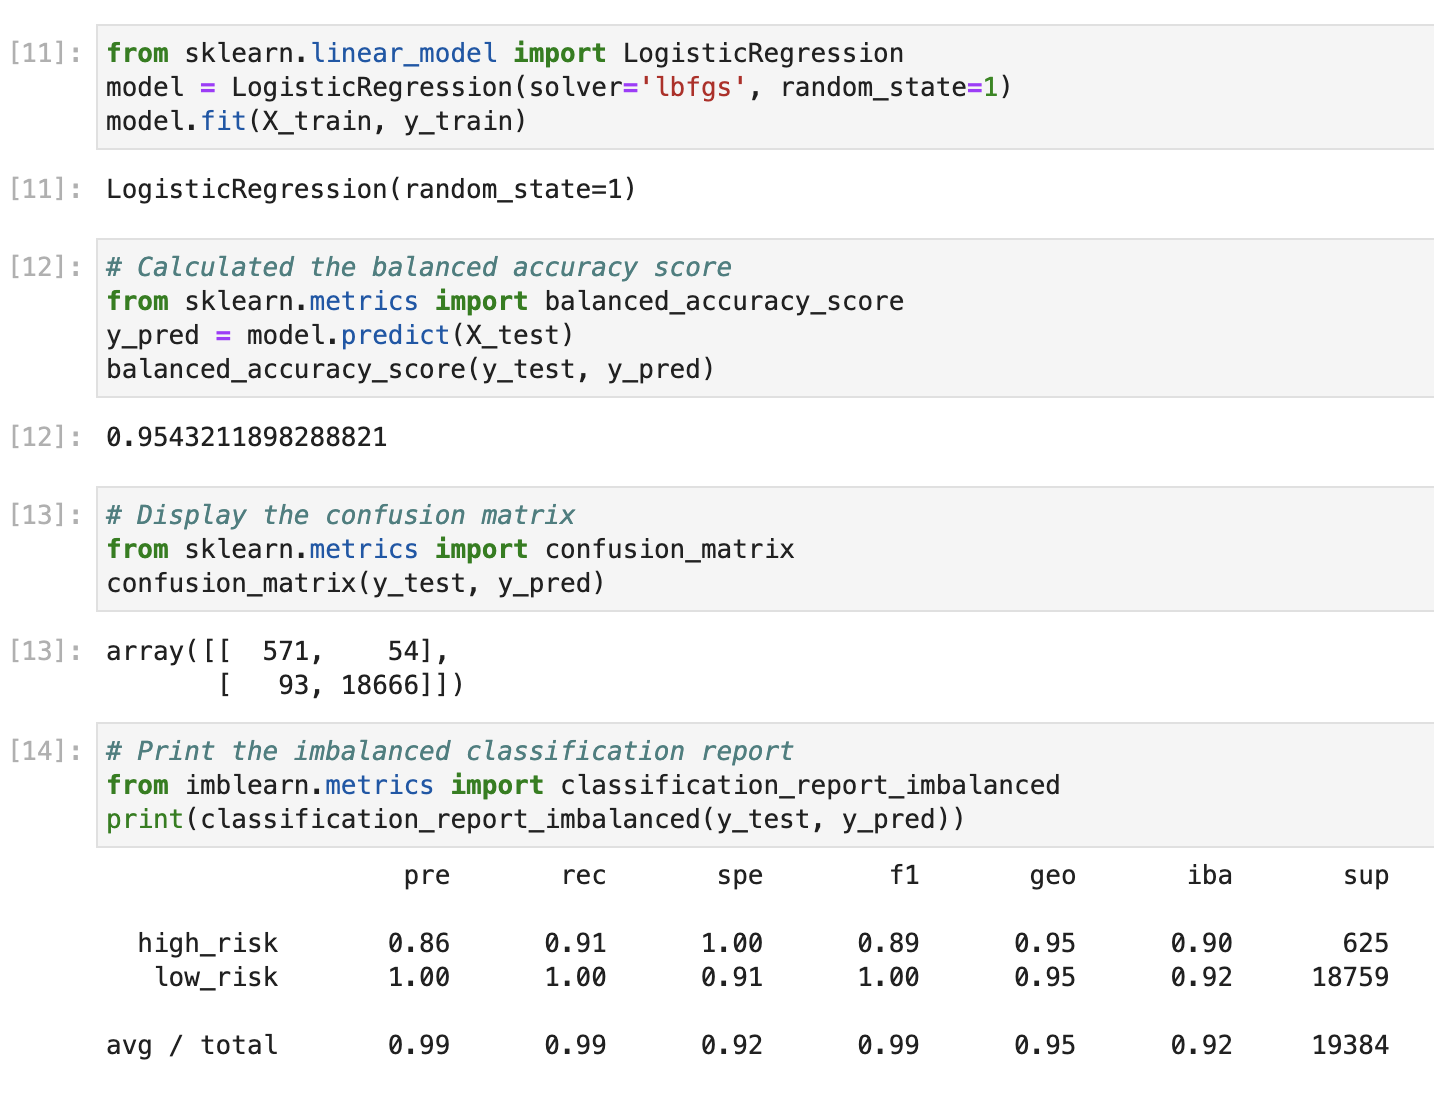 [11]: from sklearn.linear_model import LogisticRegression
model = LogisticRegression(solver='lbfgs', random_state=1)
model.fit(X_train, y_train)
[11]: LogisticRegression(random_state=1)
[12]: # Calculated the balanced accuracy score
from sklearn.metrics import balanced_accuracy_score
y_pred = model.predict(X_test)
balanced_accuracy_score(y_test, y_pred)
[12]: 0.9543211898288821
[13]: # Display the confusion matrix
from sklearn.metrics import confusion_matrix
confusion_matrix(y_test, y_pred)
[13]: array([[  571,    54],
       [   93, 18666]])
[14]: # Print the imbalanced classification report
from imblearn.metrics import classification_report_imbalanced
print(classification_report_imbalanced(y_test, y_pred))
                   pre       rec       spe        f1       geo       iba       sup
  high_risk       0.86      0.91      1.00      0.89      0.95      0.90       625
   low_risk       1.00      1.00      0.91      1.00      0.95      0.92     18759
avg / total       0.99      0.99      0.92      0.99      0.95      0.92     19384